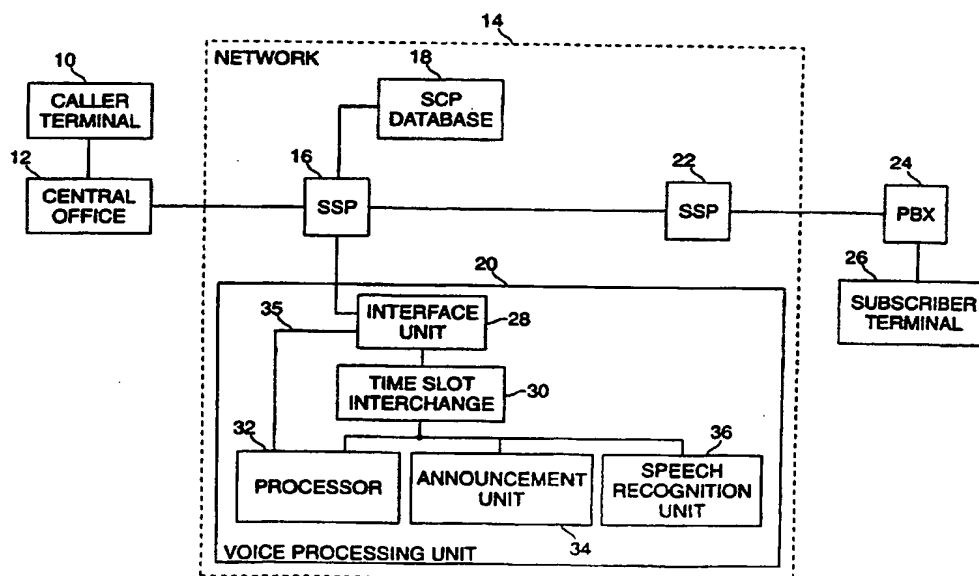 14
NETWORK
10
CALLER
TERMINAL
12
CENTRAL
OFFICE
18
SCP
DATABASE
16
SSP
22
SSP
24
PBX
26
SUBSCRIBER
TERMINAL
20
35
INTERFACE
UNIT
28
TIME SLOT
INTERCHANGE
30
32
PROCESSOR
ANNOUNCEMENT
UNIT
34
36
SPEECH
RECOGNITION
UNIT
VOICE PROCESSING UNIT